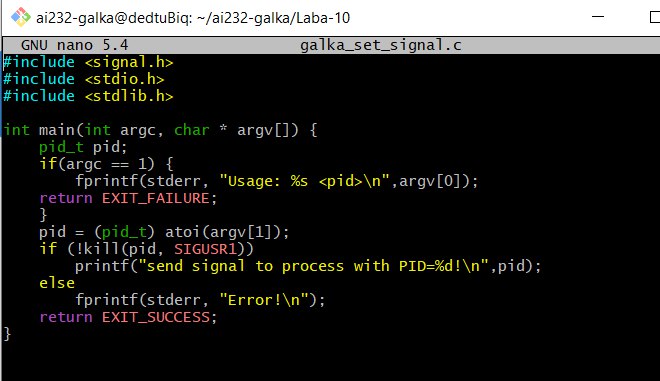 ai232-galka@dedtuBiq: ~/ai232-galka/Laba-10
GNU nano 5.4 galka_set_signal.c
#include <signal.h>
#include <stdio.h>
#include <stdlib.h>
int main(int argc, char * argv[]) {
pid_t pid;
if(argc == 1) {
fprintf(stderr, "Usage: %s <pid>\n",argv[0]);
return EXIT_FAILURE;
}
pid = (pid_t) atoi(argv[1]);
if (!kill(pid, SIGUSR1))
printf("send signal to process with PID=%d!\n",pid);
else
fprintf(stderr, "Error!\n");
return EXIT_SUCCESS;
}